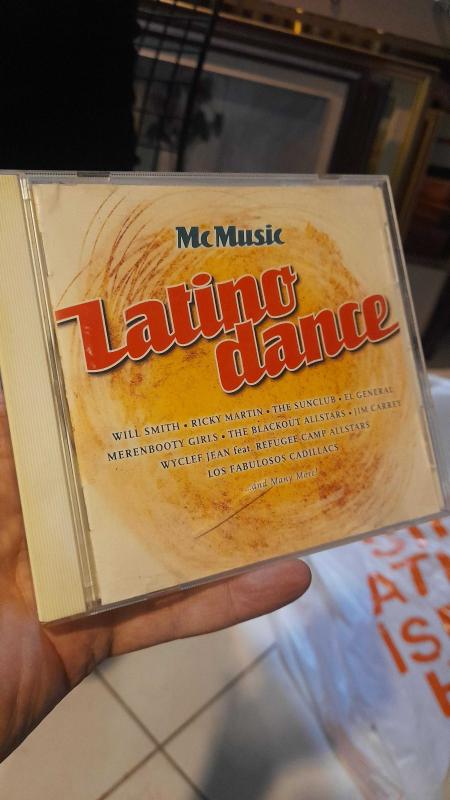 McMusic
Latino
dance
WILL SMITH • RICKY MARTIN • THE SUNCLUB • EL GENERAL
MERENBOOTY GIRLS • THE BLACKOUT ALLSTARS • JIM CARREY
WYCLEF JEAN feat. REFUGEE CAMP ALLSTARS
LOS FABULOSOS CADILLACS
...and Many More!